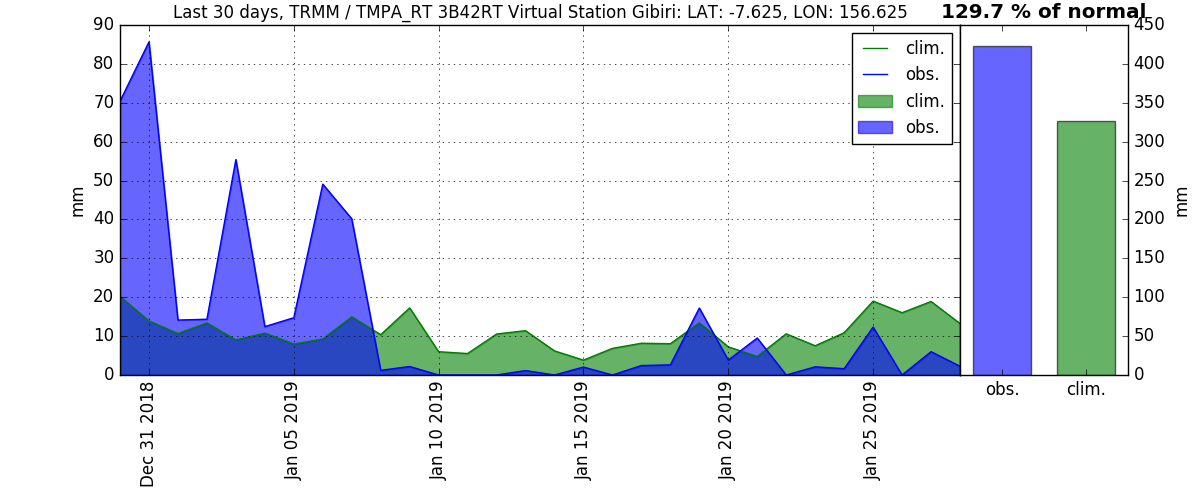 Last 30 days, TRMM / TMPA_RT 3B42RT Virtual Station Gibiri: LAT: -7.625, LON: 156.625
129.7 % of normal
90
80
70
60
50
40
30
20
10
0
mm
clim.
obs.
clim.
obs.
Dec 31 2018
Jan 05 2019
Jan 10 2019
Jan 15 2019
Jan 20 2019
Jan 25 2019
450
400
350
300
250
200
150
100
50
0
mm
obs.
clim.